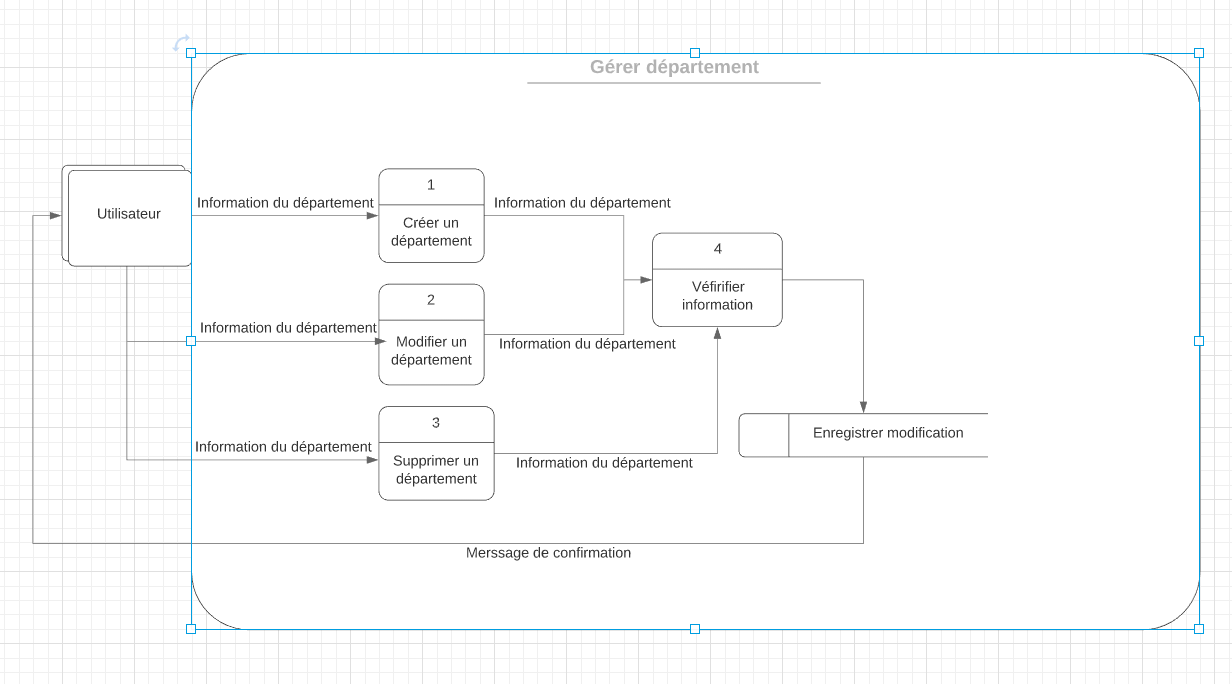 Gérer département
Utilisateur
Information du département
1
Créer un
département
Information du département
4
Véfirifier
information
Information du département
2
Modifier un
département
Information du département
Information du département
3
Supprimer un
département
Information du département
Enregistrer modification
Merssage de confirmation